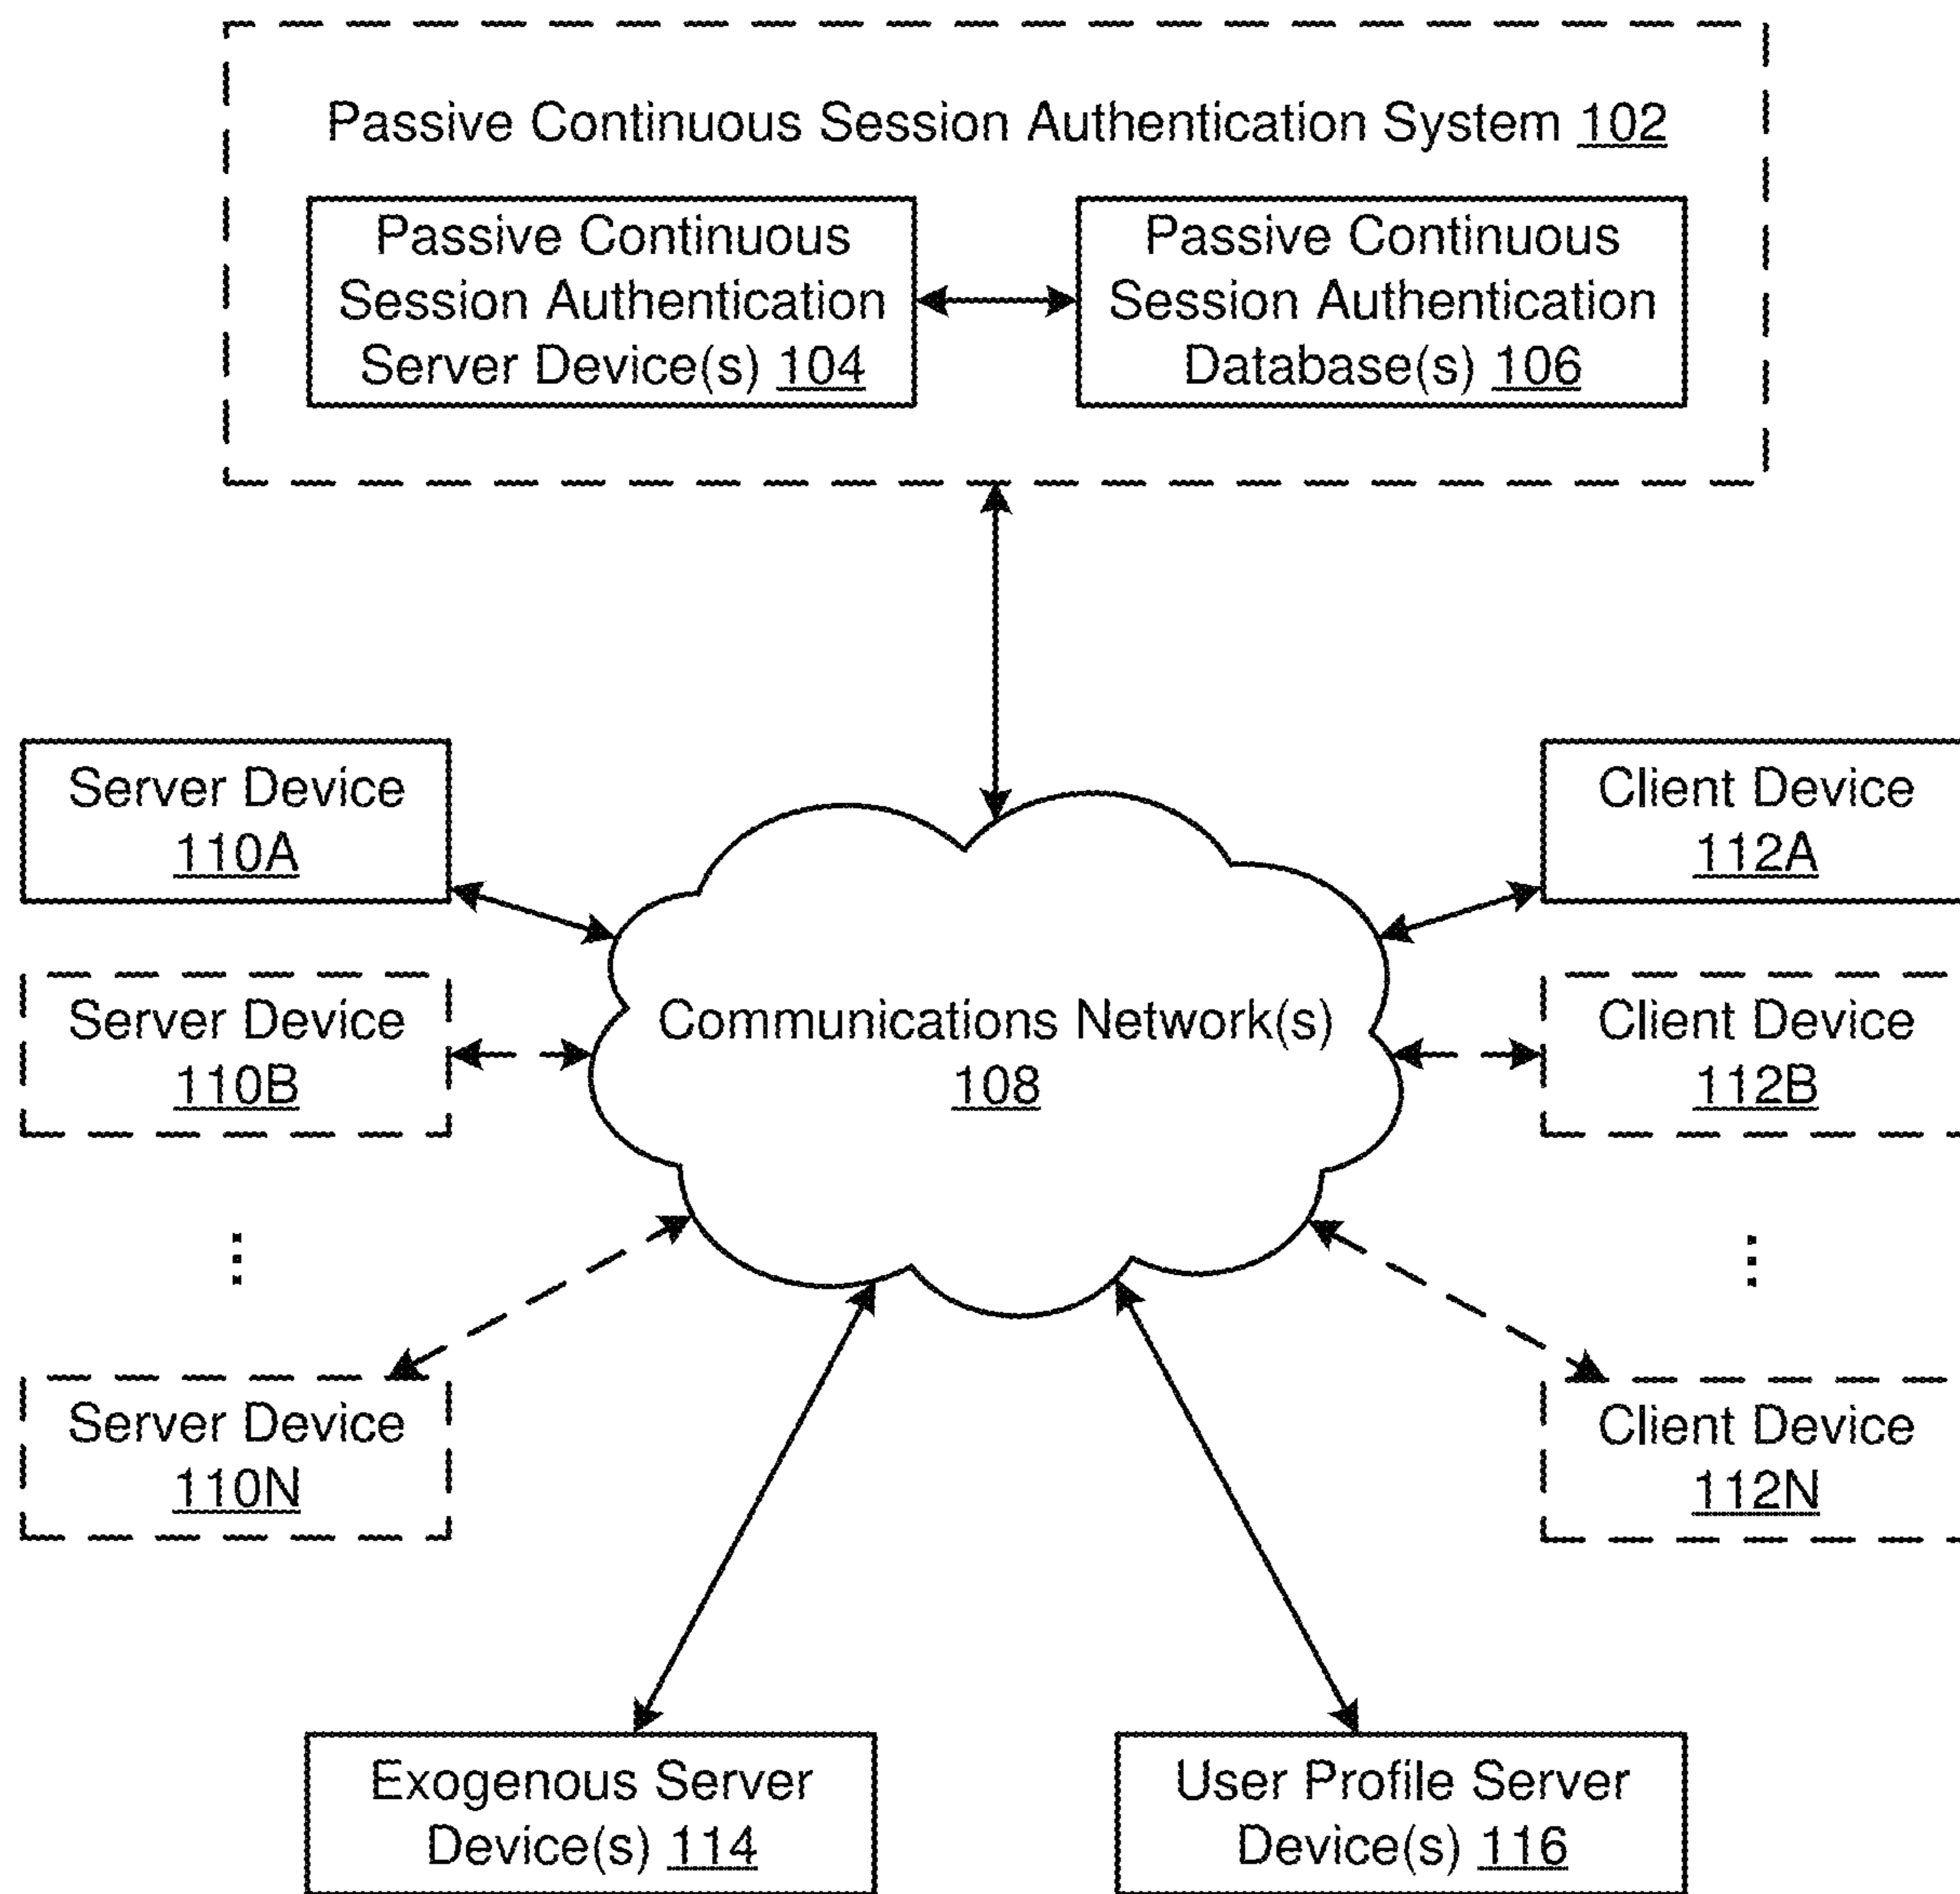 Passive Continuous Session Authentication System 102
Passive Continuous
Session Authentication
Server Device(s) 104
Passive Continuous
Session Authentication
Database(s) 106
Server Device
110A
Client Device
112A
Communications Network(s)
108
Server Device
110B
Client Device
112B
⋮
⋮
Server Device
110N
Client Device
112N
Exogenous Server
Device(s) 114
User Profile Server
Device(s) 116